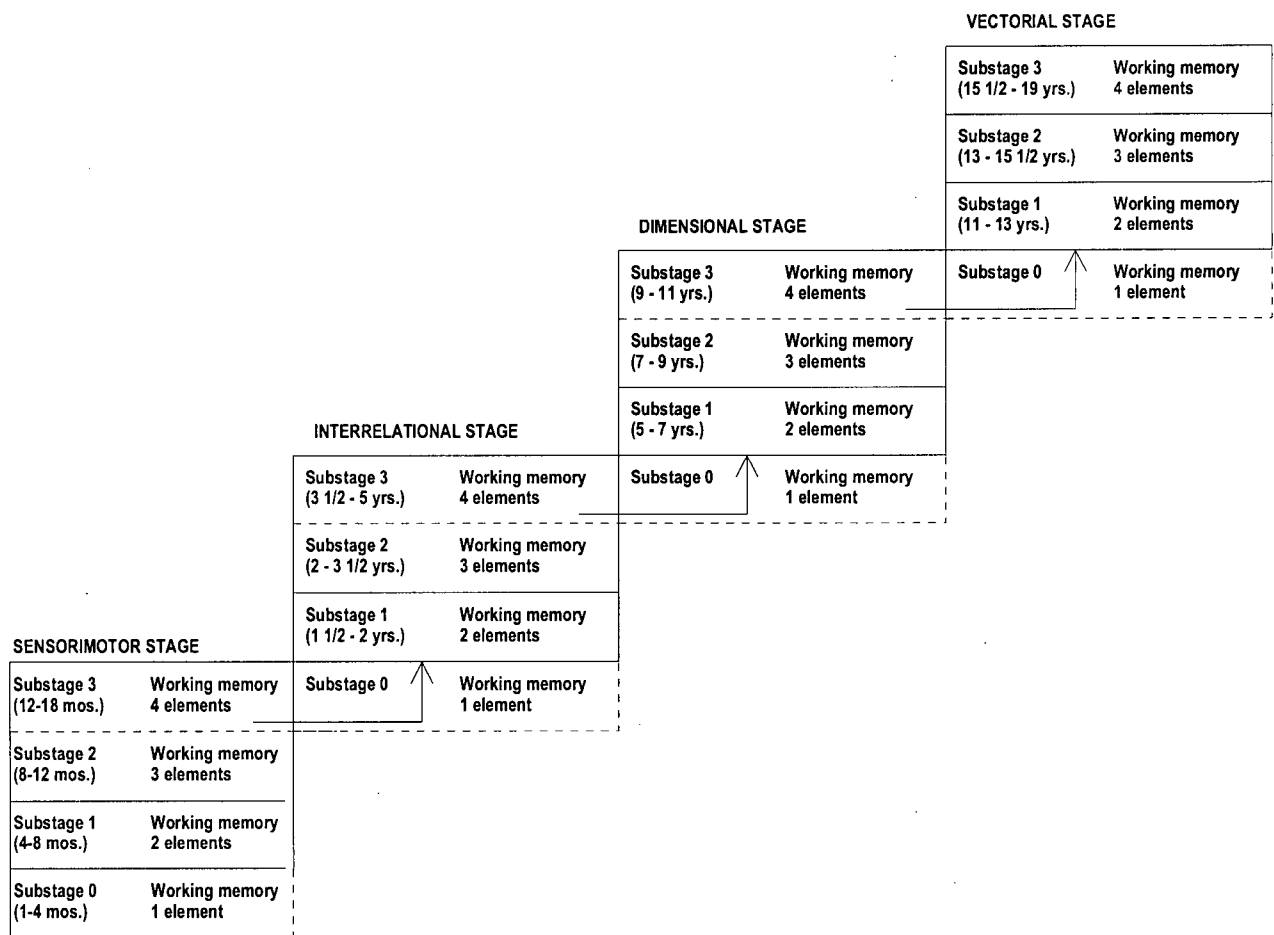 VECTORIAL STAGE
Substage 3 Working memory
(15 1/2 - 19 yrs.) 4 elements
Substage 2 Working memory
(13 - 15 1/2 yrs.) 3 elements
Substage 1 Working memory
(11 - 13 yrs.) 2 elements
Substage 0 Working memory
1 element
DIMENSIONAL STAGE
Substage 3 Working memory
(9 - 11 yrs.) 4 elements
Substage 2 Working memory
(7 - 9 yrs.) 3 elements
Substage 1 Working memory
(5 - 7 yrs.) 2 elements
Substage 0 Working memory
1 element
INTERRELATIONAL STAGE
Substage 3 Working memory
(3 1/2 - 5 yrs.) 4 elements
Substage 2 Working memory
(2 - 3 1/2 yrs.) 3 elements
Substage 1 Working memory
(1 1/2 - 2 yrs.) 2 elements
Substage 0 Working memory
1 element
SENSORIMOTOR STAGE
Substage 3 Working memory
(12-18 mos.) 4 elements
Substage 2 Working memory
(8-12 mos.) 3 elements
Substage 1 Working memory
(4-8 mos.) 2 elements
Substage 0 Working memory
(1-4 mos.) 1 element